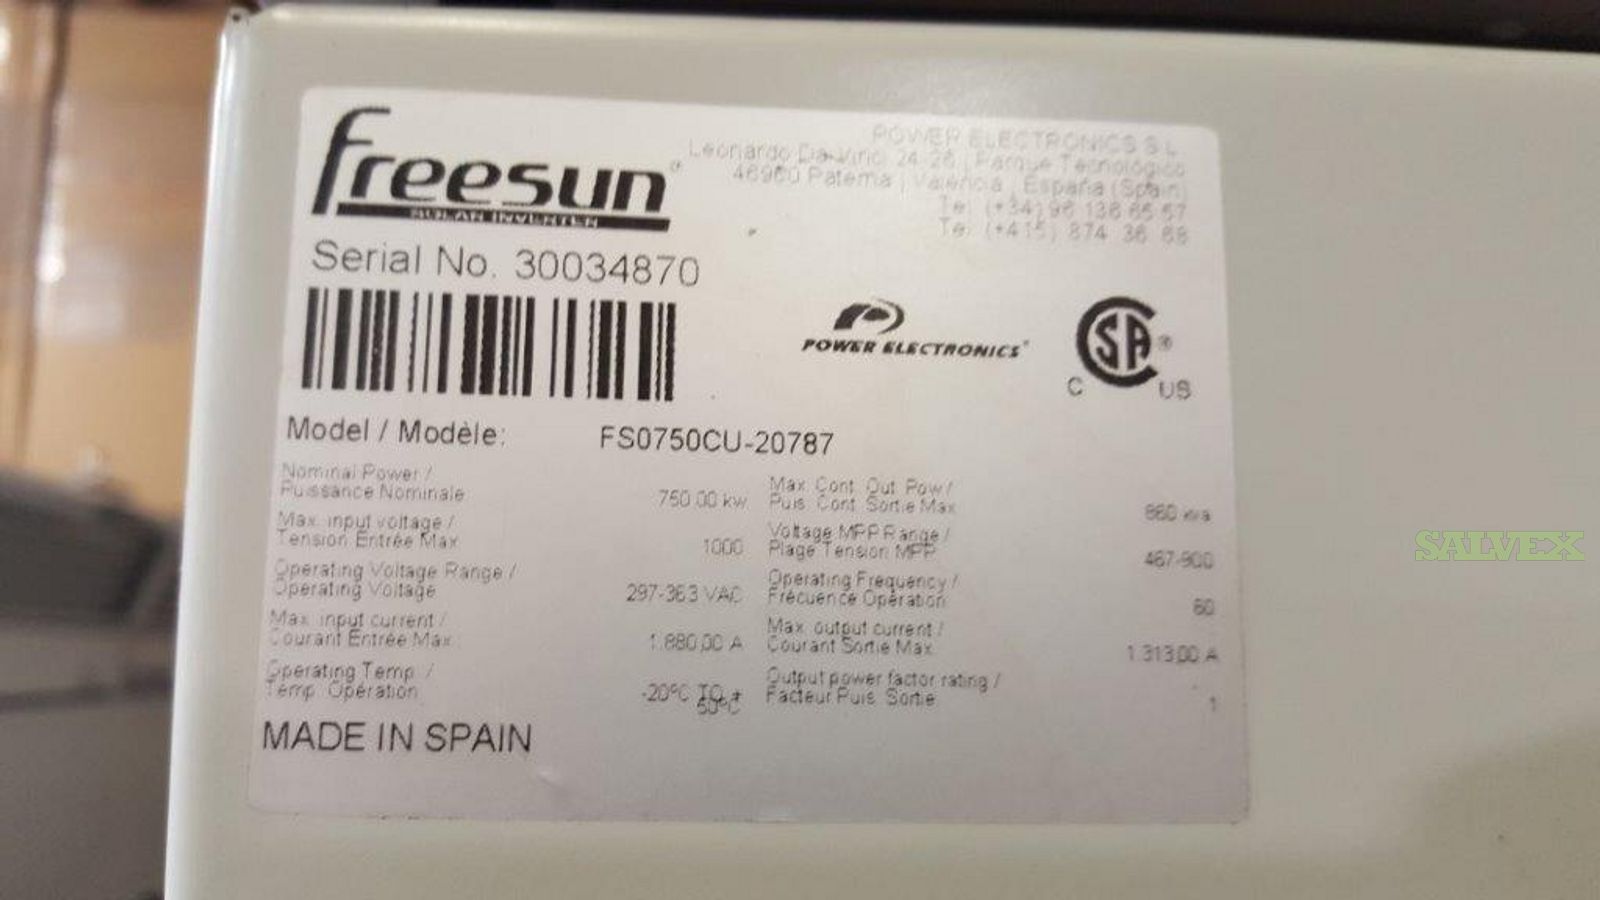 freesun®
SOLAR INVERTER
POWER ELECTRONICS S.L.
Leonardo Da Vinci 24-26 | Parque Tecnológico
46980 Paterna | Valencia | España (Spain)
Tel. (+34) 96 136 65 57
Tel. (+415) 874 36 68
Serial No. 30034870
POWER ELECTRONICS®
CSA®
C US
Model / Modèle: FS0750CU-20787
Nominal Power /
Puissance Nominale 750.00 kw
Max. Cont. Out. Pow /
Puis. Cont. Sortie Max kva
Max. input voltage /
Tension Entrée Max 1000
Voltage MPP Range /
Plage Tension MPP 467-900
Operating Voltage Range /
Operating Voltage 297-363 VAC
Operating Frequency /
Frécuence Opération 60
Max. input current /
Courant Entrée Max 1.880,00 A
Max. output current /
Courant Sortie Max 1.313,00 A
Operating Temp. /
Temp. Opération -20ºC TO +
50ºC
Output power factor rating /
Facteur Puis. Sortie 1
MADE IN SPAIN
SALVEX